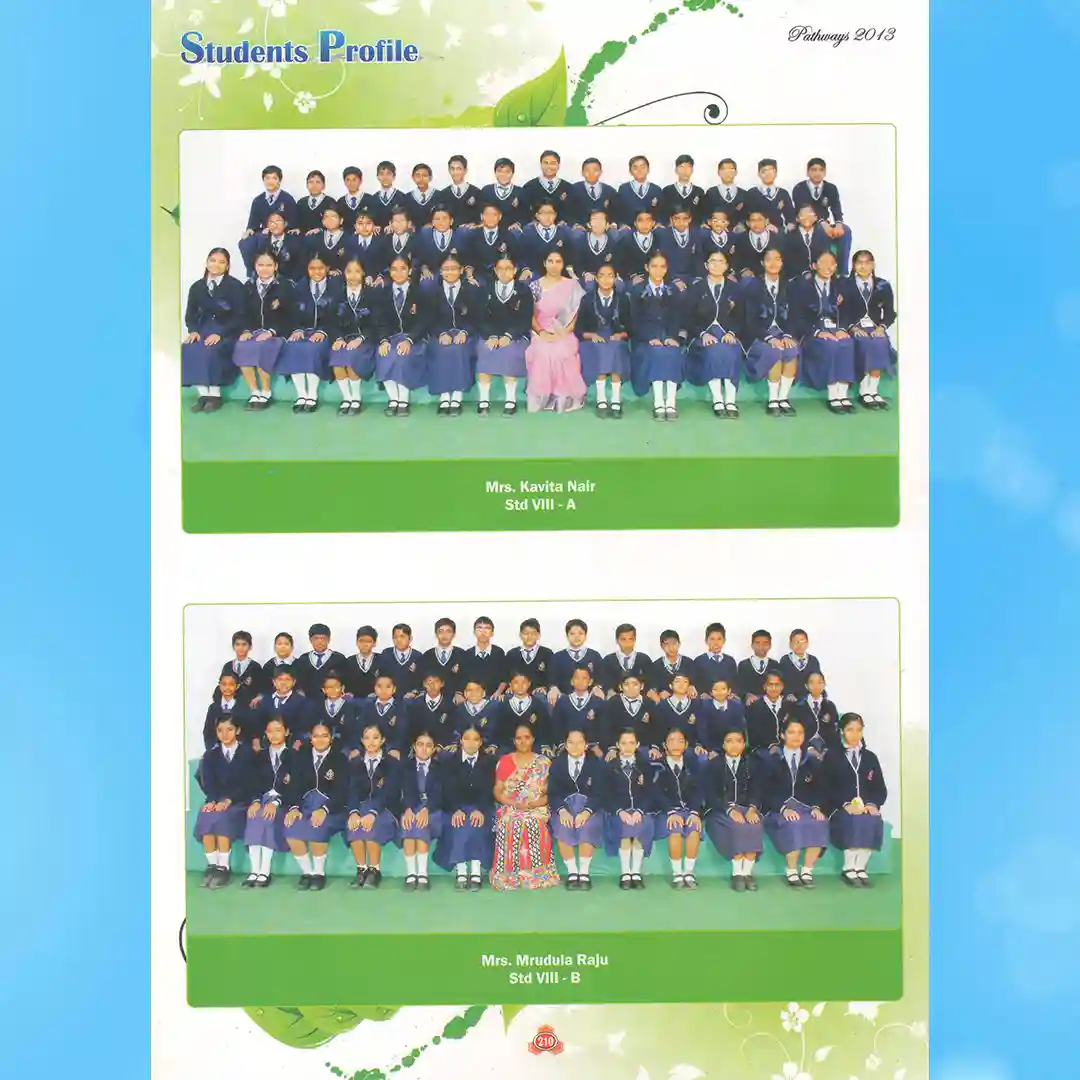 Students Profile
Pathways 2013
Mrs. Kavita Nair
Std VIII - A
Mrs. Mrudula Raju
Std VIII - B
210